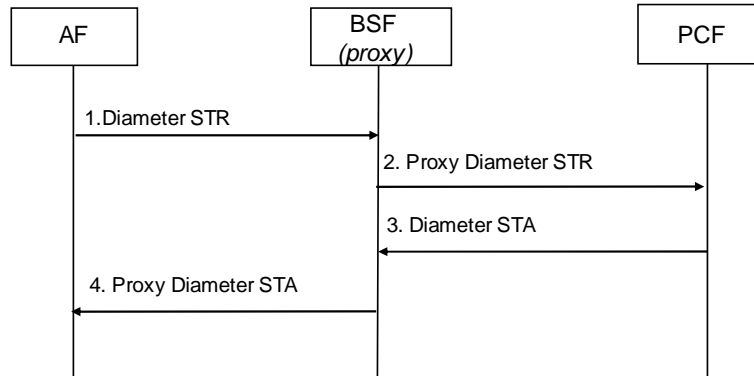 AF
BSF
(proxy)
PCF
1.Diameter STR
2. Proxy Diameter STR
3. Diameter STA
4. Proxy Diameter STA